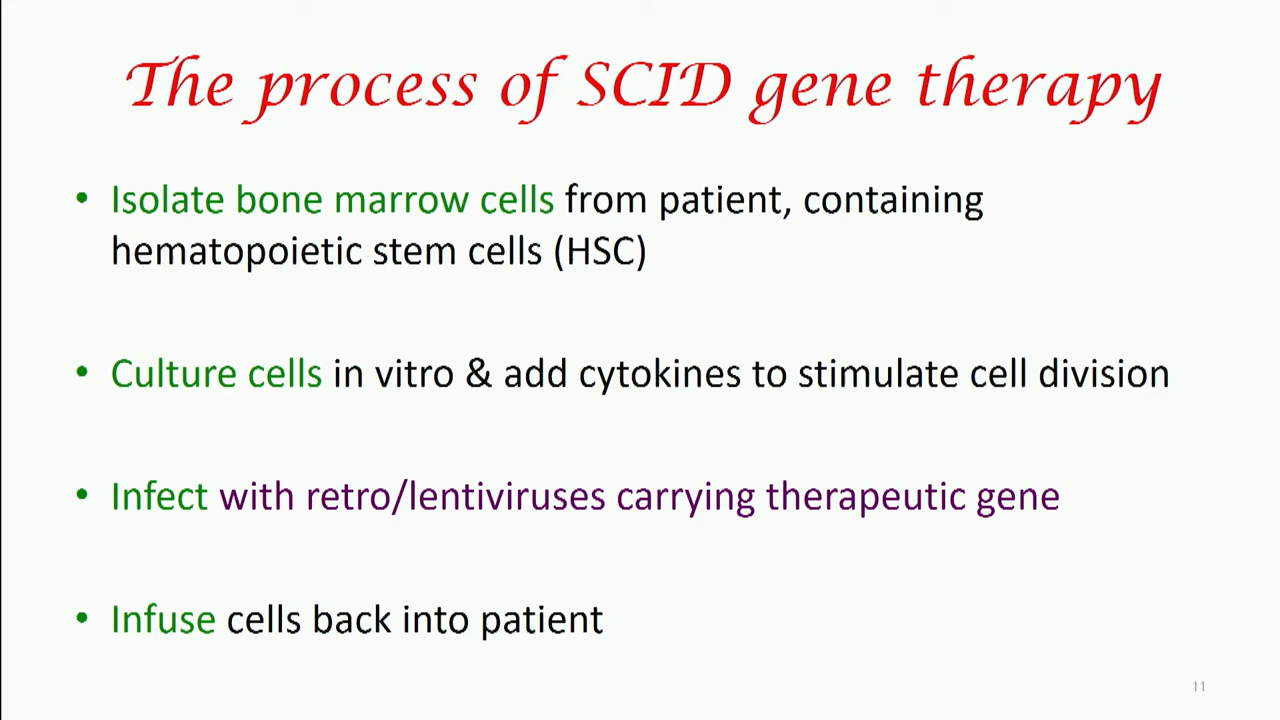 The process of SCID gene therapy
• Isolate bone marrow cells from patient, containing
hematopoietic stem cells (HSC)
• Culture cells in vitro & add cytokines to stimulate cell division
• Infect with retro/lentiviruses carrying therapeutic gene
• Infuse cells back into patient
11